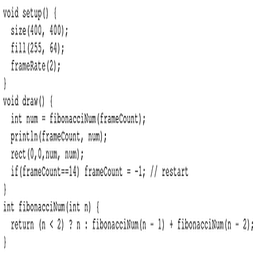 void setup() {
  size(400, 400);
  fill(255, 64);
  frameRate(2);
}
void draw() {
  int num = fibonacciNum(frameCount);
  println(frameCount, num);
  rect(0,0,num, num);
  if(frameCount==14) frameCount = -1; // restart
}
int fibonacciNum(int n) {
  return (n < 2) ? n : fibonacciNum(n - 1) + fibonacciNum(n - 2);
}